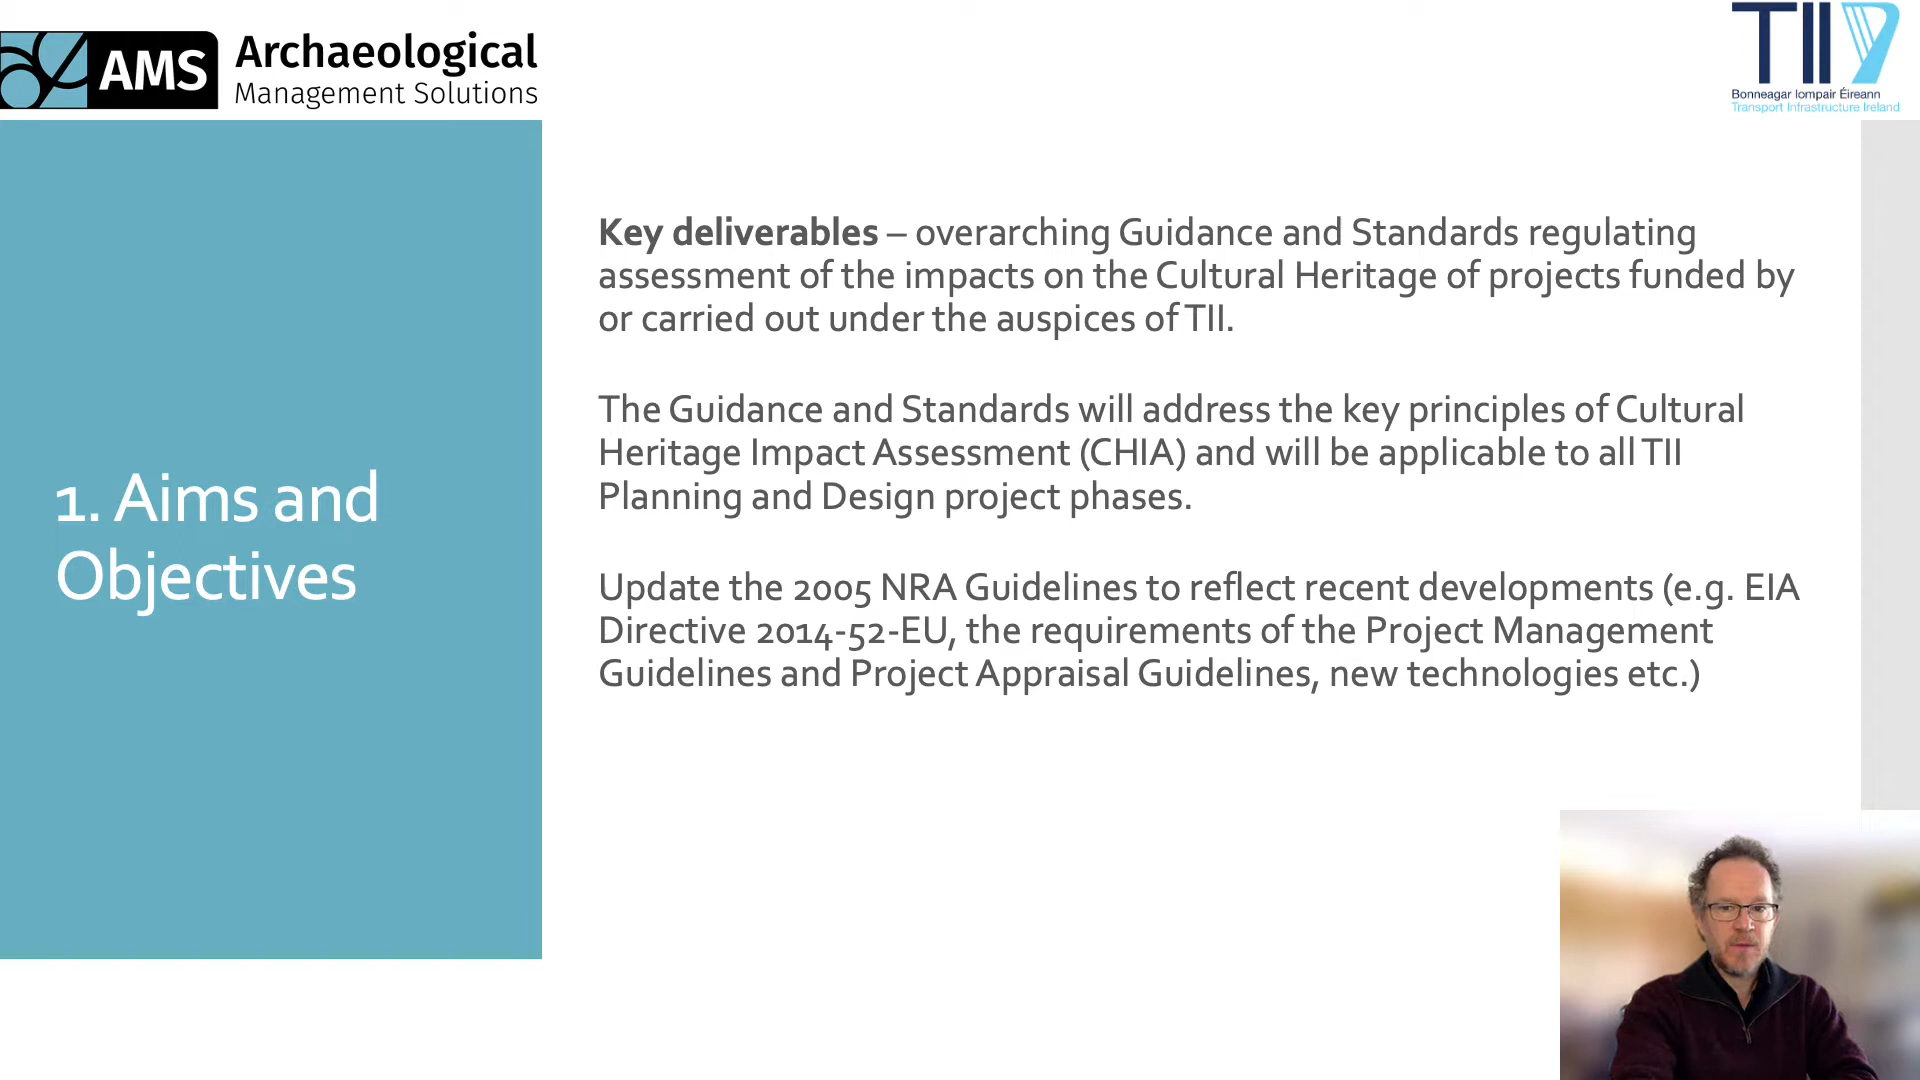 AMS
Archaeological
Management Solutions
TII
Bonneagar Iompair Éireann
Transport Infrastructure Ireland
1. Aims and
Objectives
Key deliverables – overarching Guidance and Standards regulating
assessment of the impacts on the Cultural Heritage of projects funded by
or carried out under the auspices of TII.
The Guidance and Standards will address the key principles of Cultural
Heritage Impact Assessment (CHIA) and will be applicable to all TII
Planning and Design project phases.
Update the 2005 NRA Guidelines to reflect recent developments (e.g. EIA
Directive 2014-52-EU, the requirements of the Project Management
Guidelines and Project Appraisal Guidelines, new technologies etc.)